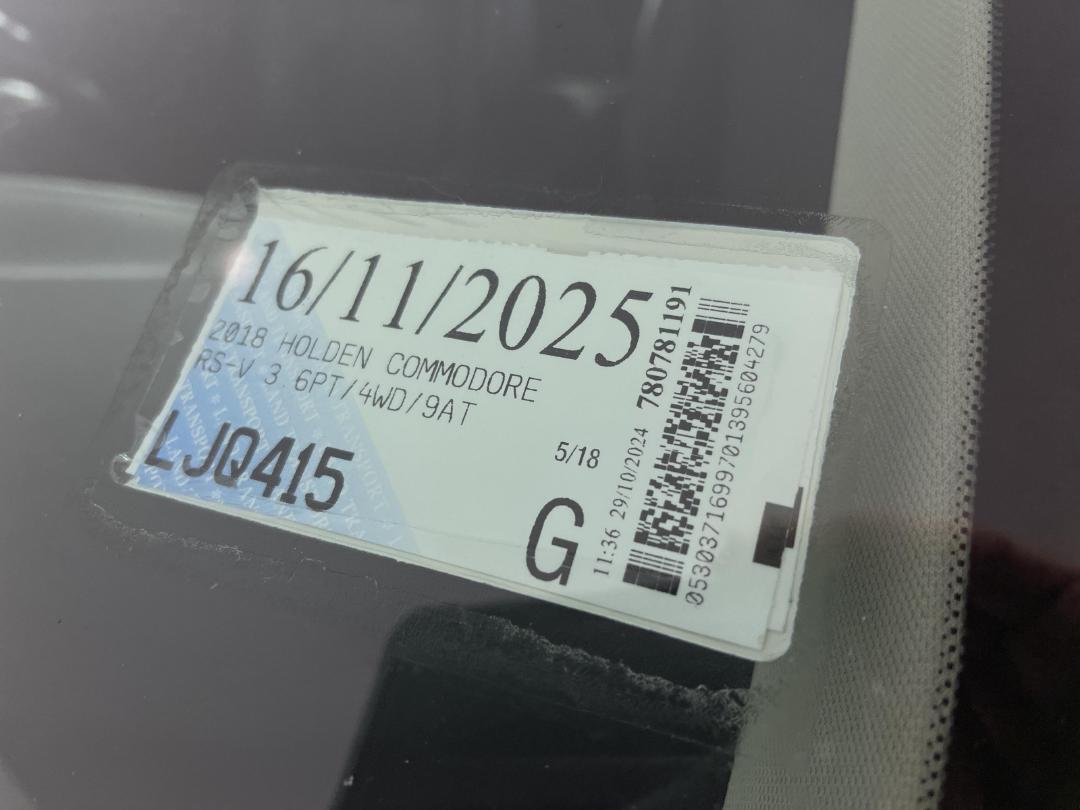 16/11/2025
2018 HOLDEN COMMODORE
RS-V 3.6PT/4WD/9AT
LJQ415
5/18
G
11:36 29/10/2024 780781191
0530371699701395604279